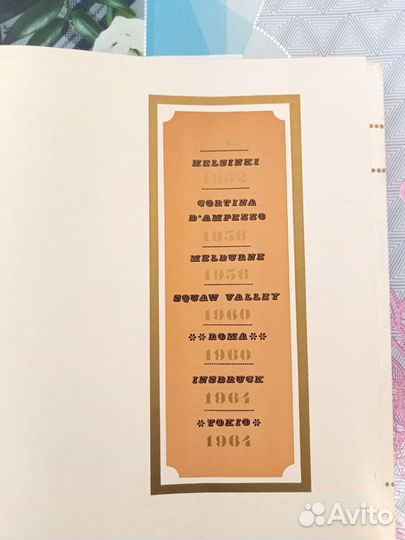 HELSINKI
1952
CORTINA
D'AMPEZZO
1956
MELBURNE
1956
SQUAW VALLEY
1960
**ROMA**
1960
INSBRUCK
1964
*TOKIO*
1964
Avito